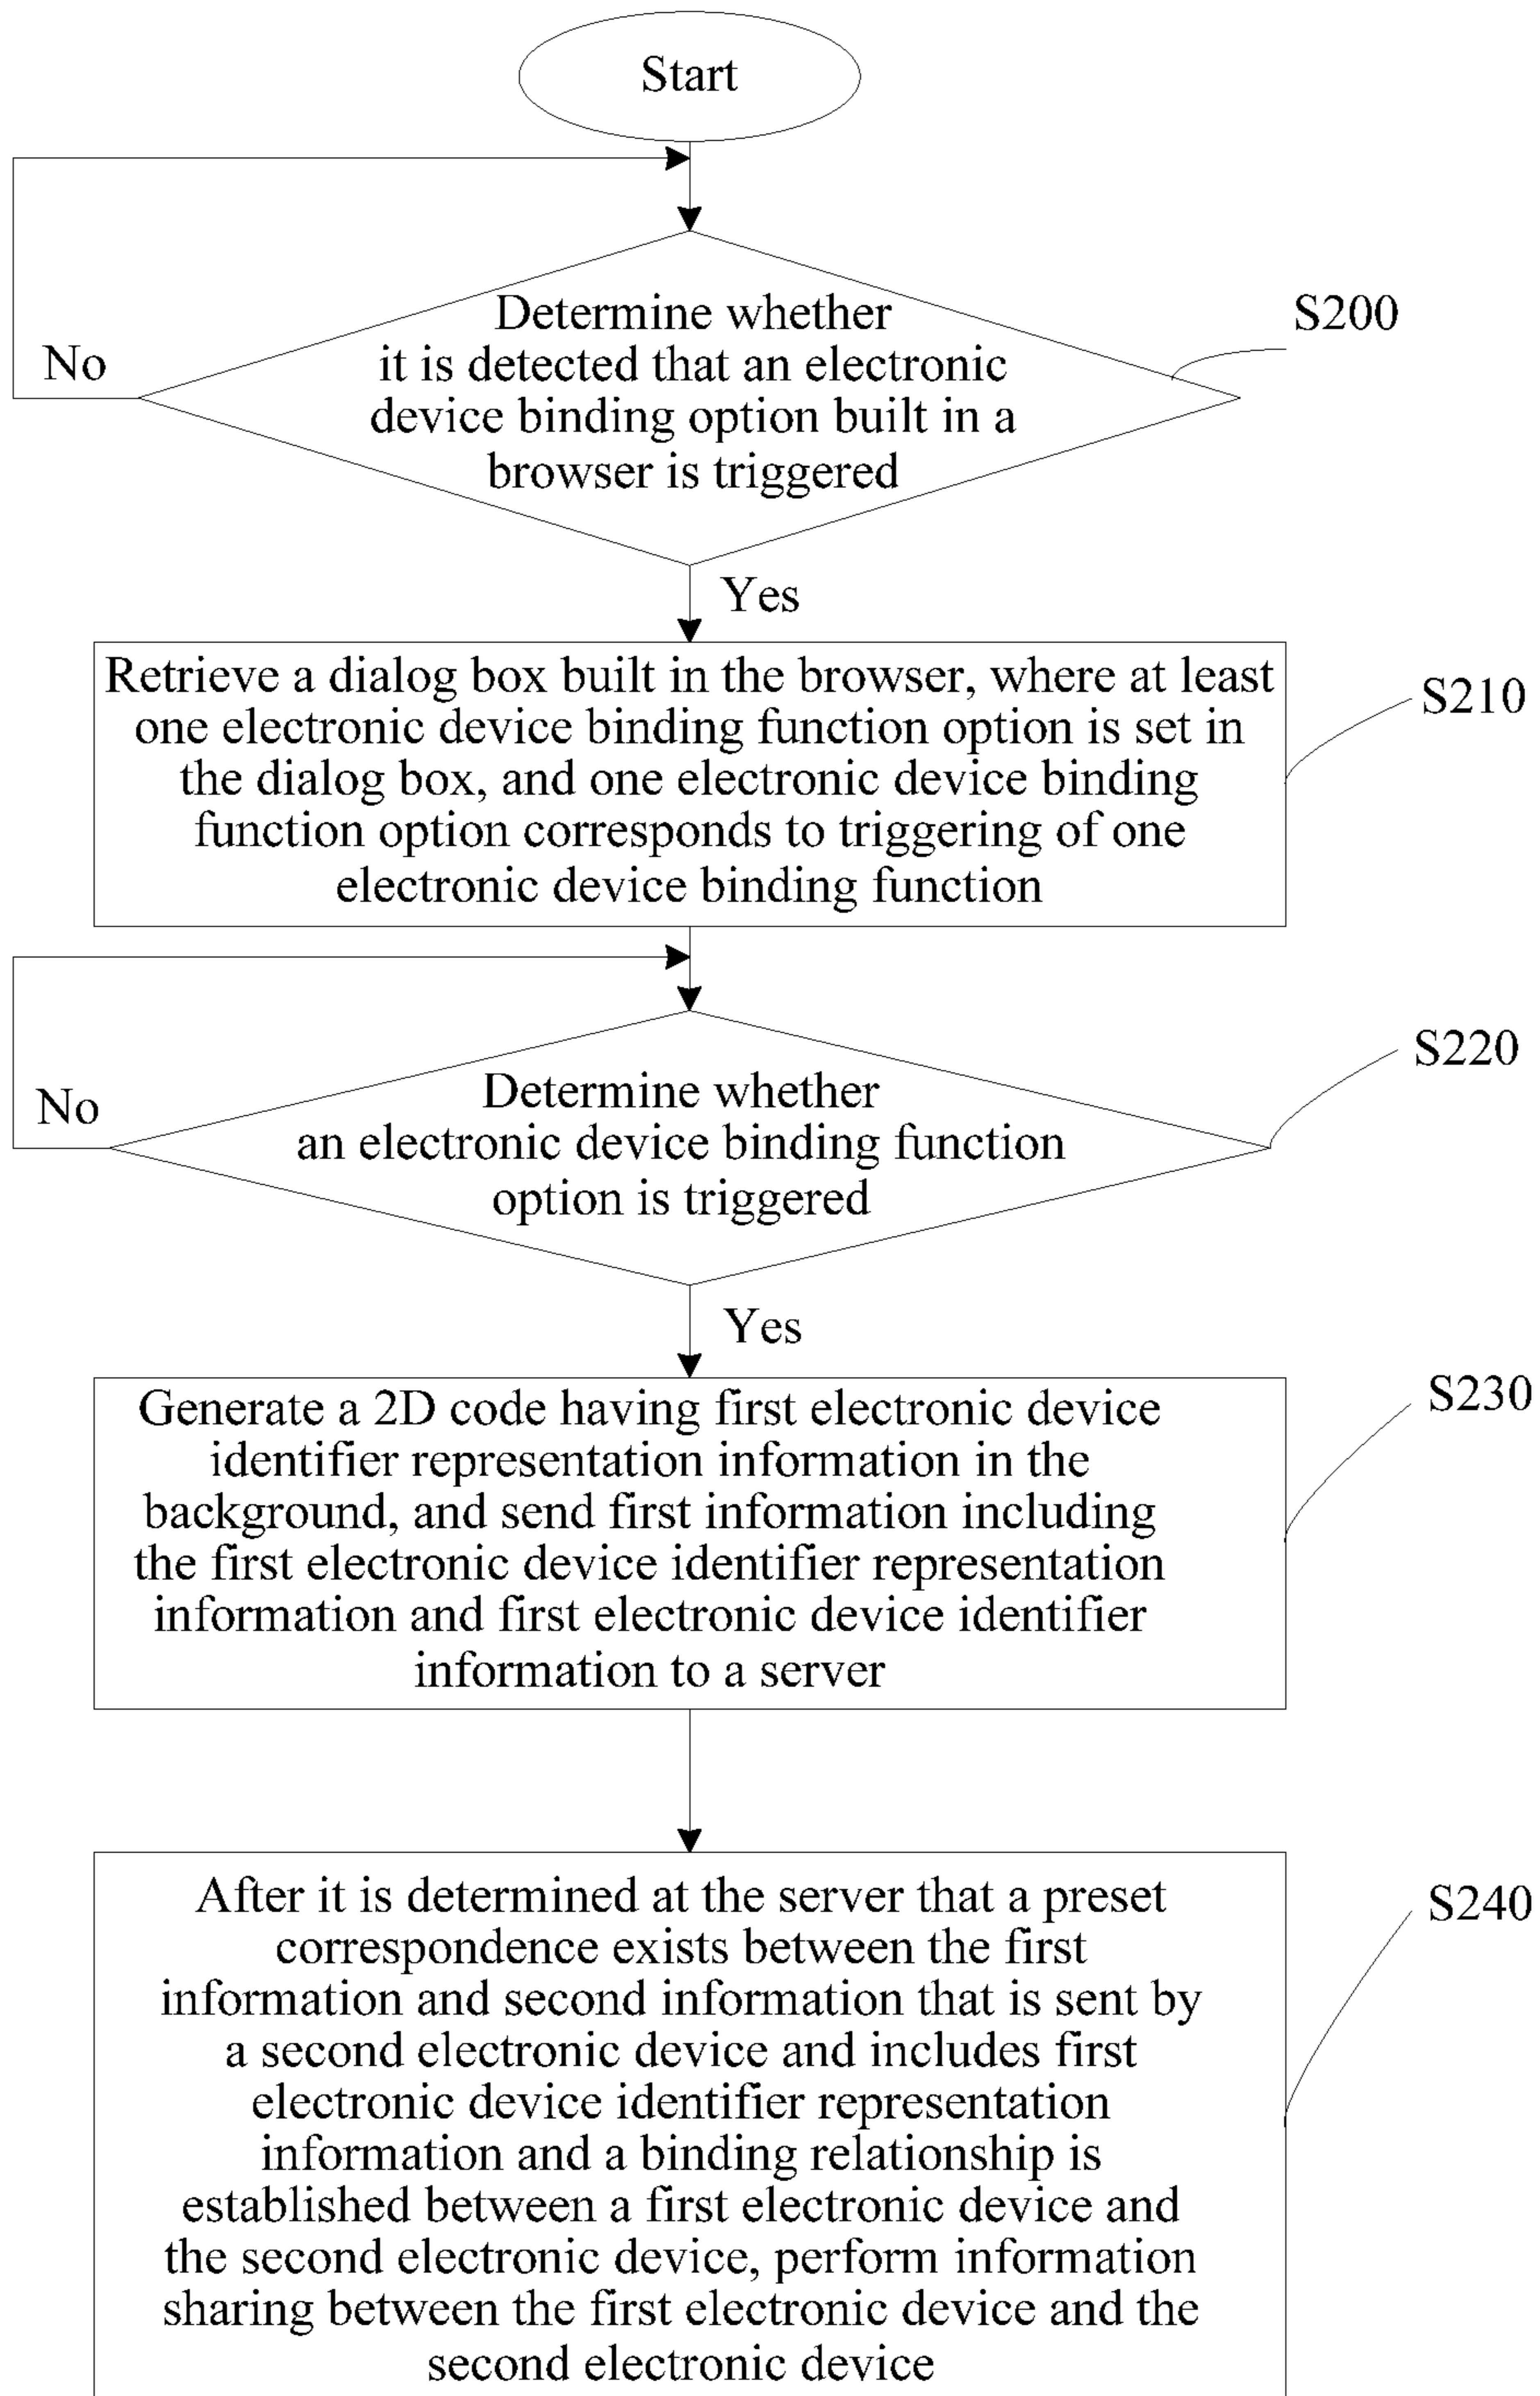 Start
Determine whether
it is detected that an electronic
device binding option built in a
browser is triggered
S200
No
Yes
Retrieve a dialog box built in the browser, where at least
one electronic device binding function option is set in
the dialog box, and one electronic device binding
function option corresponds to triggering of one
electronic device binding function
S210
Determine whether
an electronic device binding function
option is triggered
S220
No
Yes
Generate a 2D code having first electronic device
identifier representation information in the
background, and send first information including
the first electronic device identifier representation
information and first electronic device identifier
information to a server
S230
After it is determined at the server that a preset
correspondence exists between the first
information and second information that is sent by
a second electronic device and includes first
electronic device identifier representation
information and a binding relationship is
established between a first electronic device and
the second electronic device, perform information
sharing between the first electronic device and the
second electronic device
S240